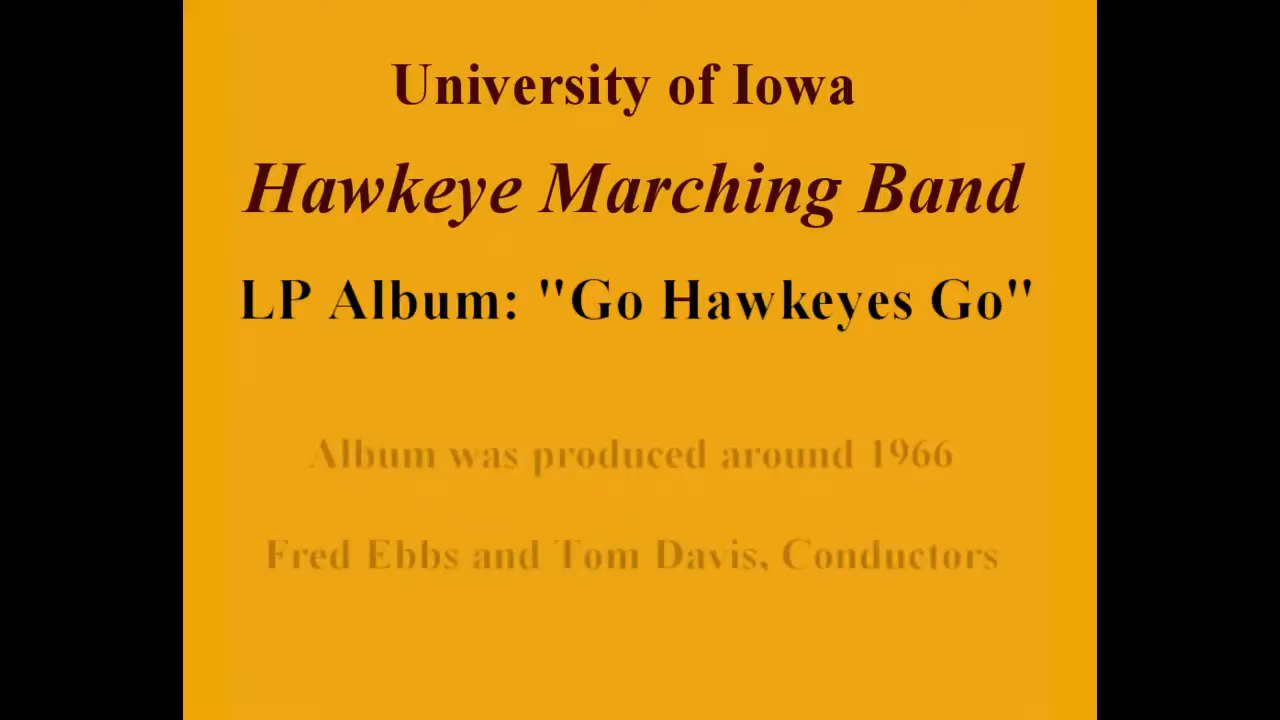 University of Iowa
Hawkeye Marching Band
LP Album: "Go Hawkeyes Go"
Album was produced around 1966
Fred Ebbs and Tom Davis, Conductors